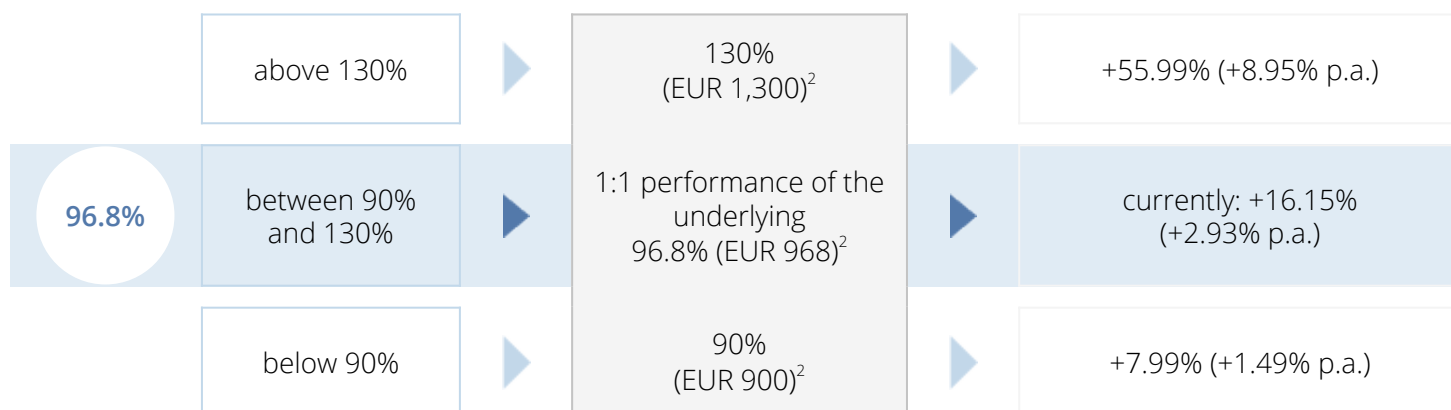 above 130%
130%
(EUR 1,300)²
+55.99% (+8.95% p.a.)
96.8%
between 90%
and 130%
1:1 performance of the
underlying
96.8% (EUR 968)²
currently: +16.15%
(+2.93% p.a.)
below 90%
90%
(EUR 900)²
+7.99% (+1.49% p.a.)